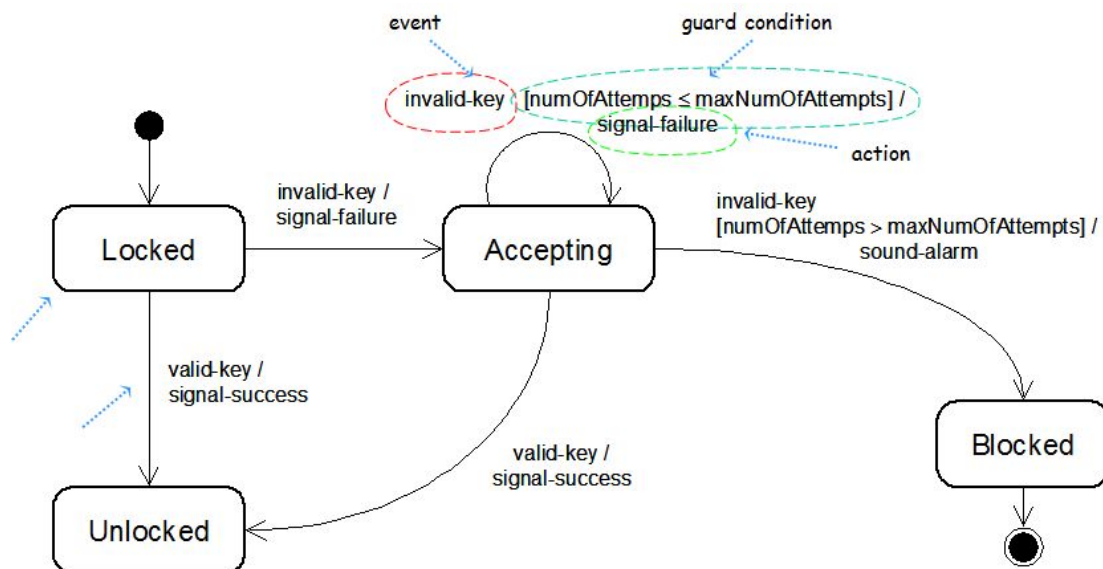 event
guard condition
invalid-key [numOfAttemps ≤ maxNumOfAttempts] /
signal-failure
action
invalid-key /
signal-failure
invalid-key
[numOfAttemps > maxNumOfAttempts] /
sound-alarm
Locked
Accepting
valid-key /
signal-success
valid-key /
signal-success
Blocked
Unlocked